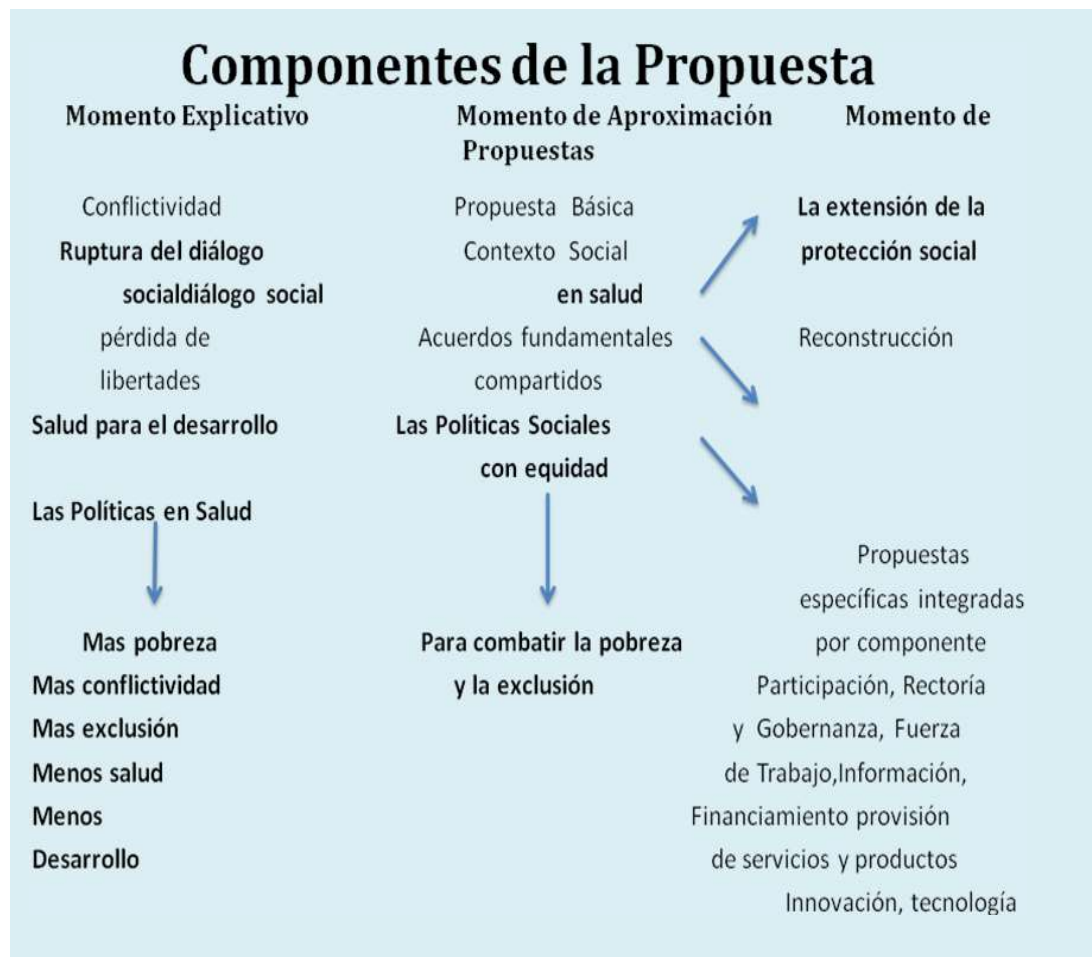 Componentes de la Propuesta
Momento Explicativo
Momento de Aproximación
Momento de
Propuestas
Conflictividad
Ruptura del diálogo
socialdiálogo social
pérdida de
libertades
Salud para el desarrollo
Las Políticas en Salud
Mas pobreza
Mas conflictividad
Mas exclusión
Menos salud
Menos
Desarrollo
Propuesta Básica
Contexto Social
en salud
Acuerdos fundamentales
compartidos
Las Políticas Sociales
con equidad
Para combatir la pobreza
y la exclusión
La extensión de la
protección social
Reconstrucción
Propuestas
específicas integradas
por componente
Participación, Rectoría
y Gobernanza, Fuerza
de Trabajo,Información,
Financiamiento provisión
de servicios y productos
Innovación, tecnología